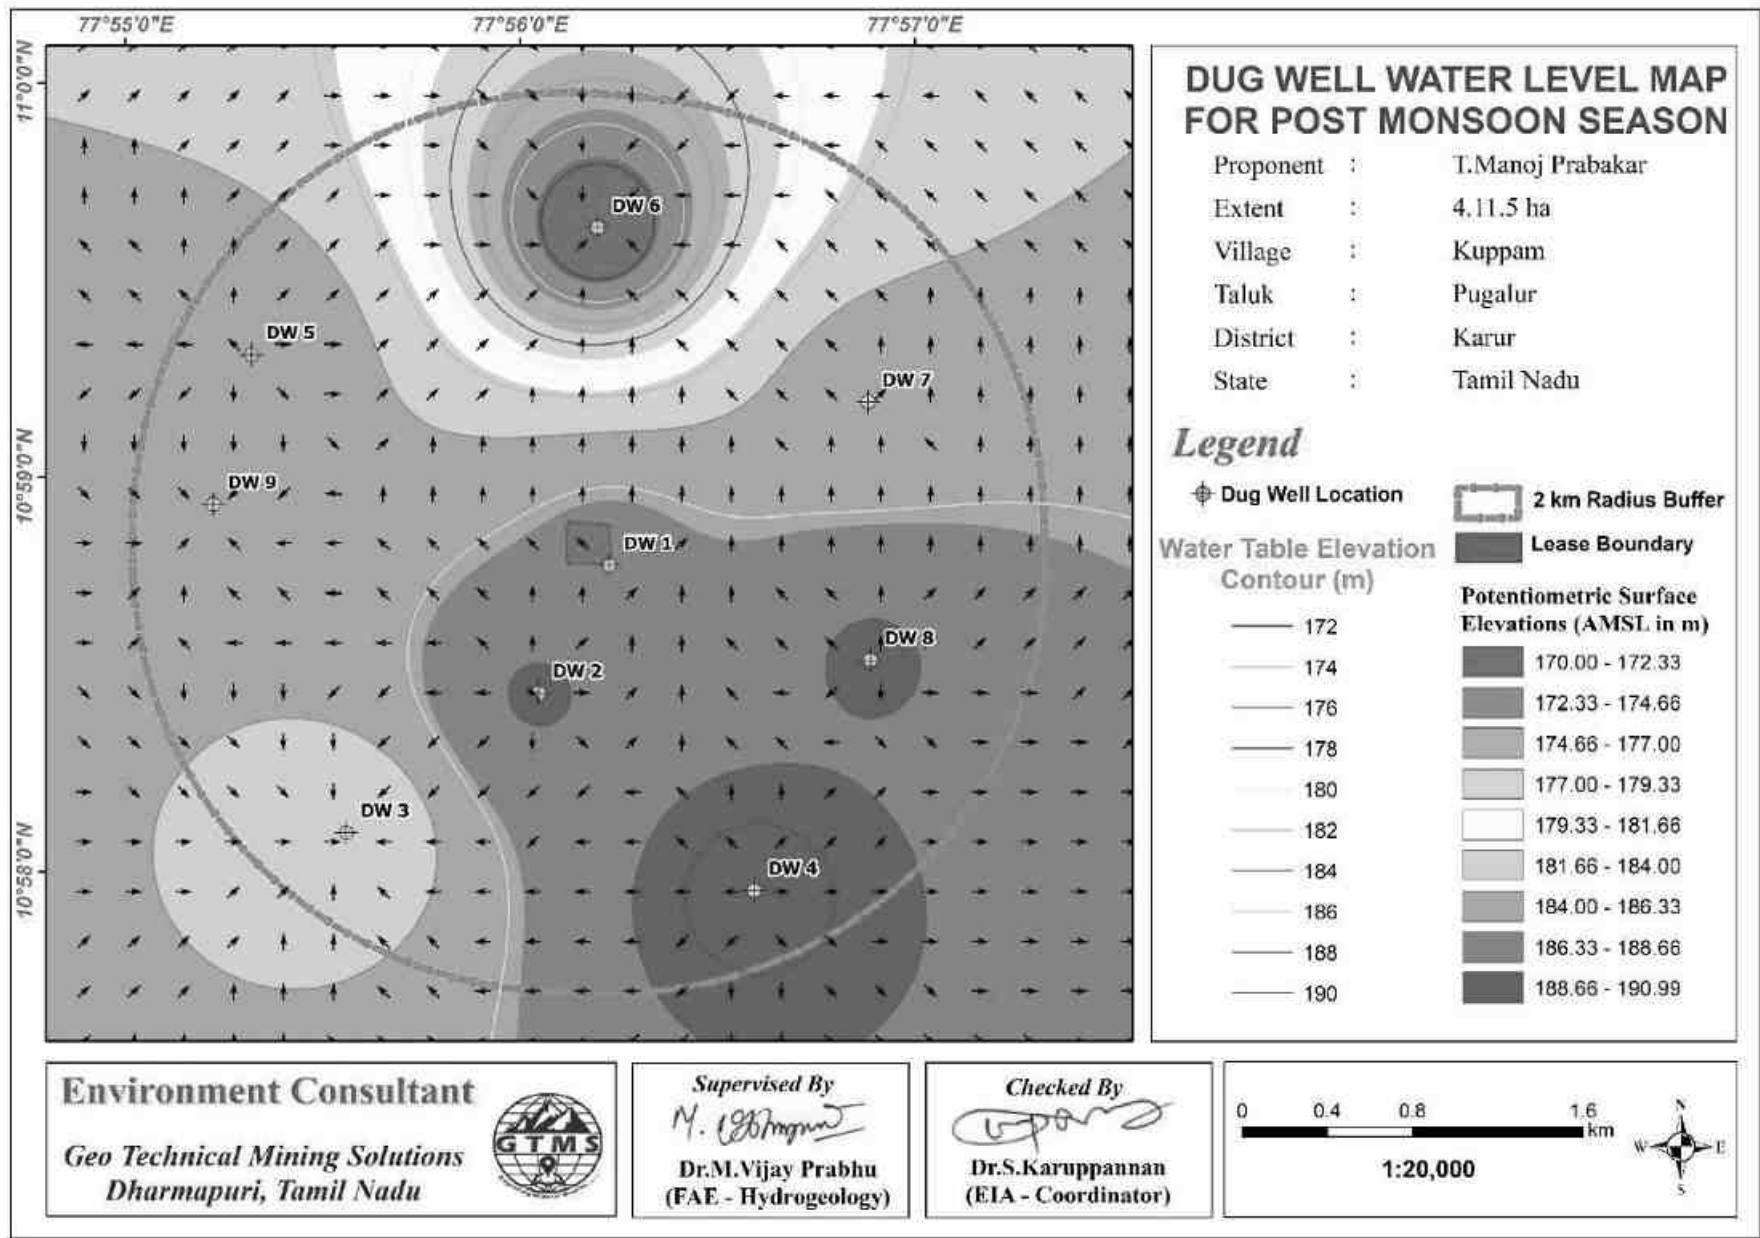 77°55'0"E 77°56'0"E 77°57'0"E
11°0'0"N
10°59'0"N
10°58'0"N
DW 6
DW 5
DW 7
DW 9
DW 1
DW 8
DW 2
DW 3
DW 4
DUG WELL WATER LEVEL MAP
FOR POST MONSOON SEASON
Proponent : T.Manoj Prabakar
Extent : 4.11.5 ha
Village : Kuppam
Taluk : Pugalur
District : Karur
State : Tamil Nadu
Legend
Dug Well Location
2 km Radius Buffer
Lease Boundary
Water Table Elevation
Contour (m)
172
174
176
178
180
182
184
186
188
190
Potentiometric Surface
Elevations (AMSL in m)
170.00 - 172.33
172.33 - 174.66
174.66 - 177.00
177.00 - 179.33
179.33 - 181.66
181.66 - 184.00
184.00 - 186.33
186.33 - 188.66
188.66 - 190.99
Environment Consultant
Geo Technical Mining Solutions
Dharmapuri, Tamil Nadu
GTMS
Supervised By
Dr.M.Vijay Prabhu
(FAE - Hydrogeology)
Checked By
Dr.S.Karuppannan
(EIA - Coordinator)
0 0.4 0.8 1.6
km
1:20,000
N
W E
S